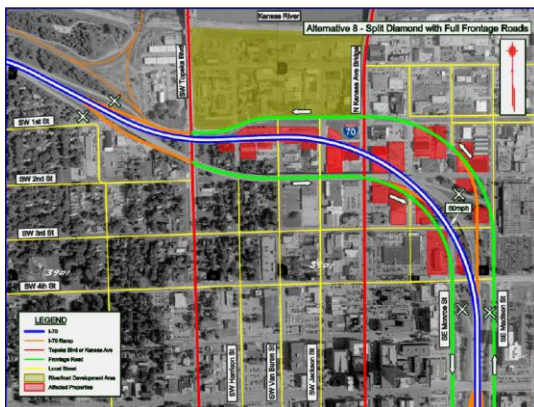 Kansas River
Alternative 8 - Split Diamond with Full Frontage Roads
SW Topeka Blvd
N Kansas Ave Bridge
SW 1st St
70
SW 2nd St
60mph
SW 3rd St
3901
3901
SW 4th St
LEGEND
I-70
I-70 Ramp
Topeka Blvd or Kansas Ave
Frontage Road
Local Street
Riverfront Development Area
Affected Properties
SW Harrison St
SW Van Buren St
SW Jackson St
SE Monroe St
SE Madison St